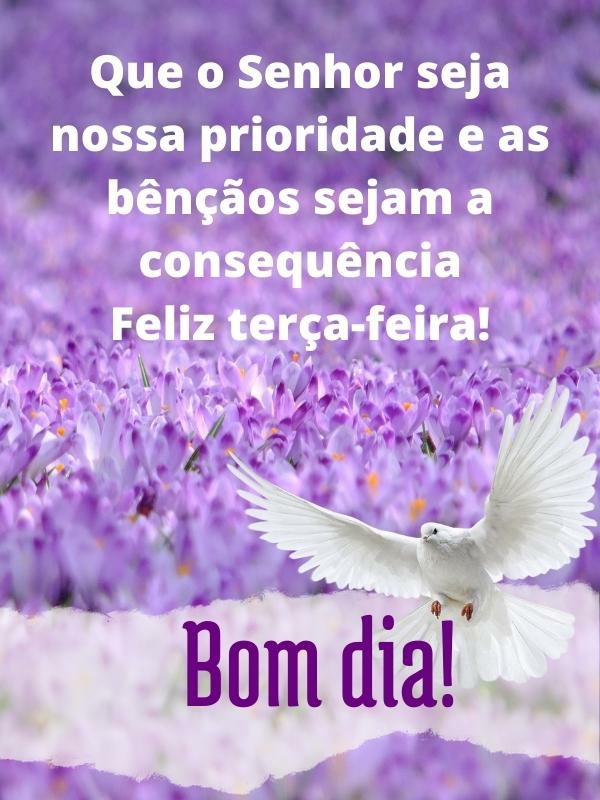 Que o Senhor seja
nossa prioridade e as
bênçãos sejam a
consequência
Feliz terça-feira!
Bom dia!